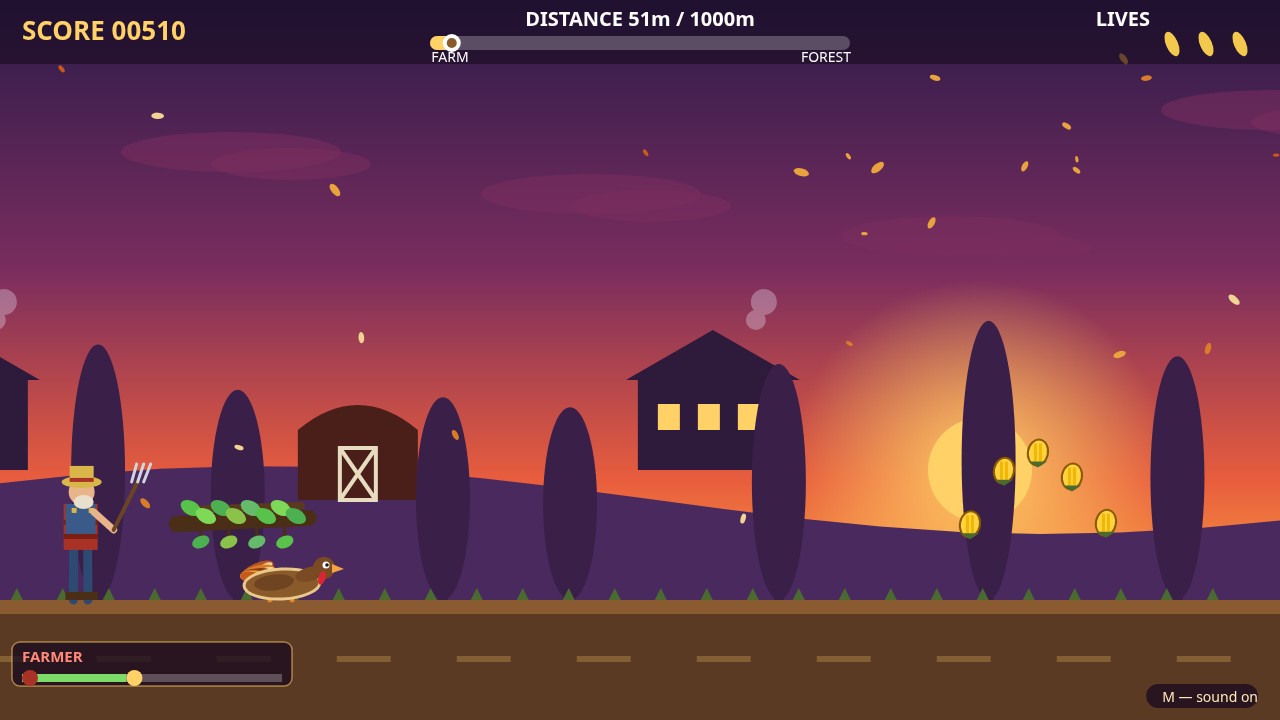 SCORE 00510
DISTANCE 51m / 1000m
LIVES
FARM
FOREST
FARMER
M — sound on